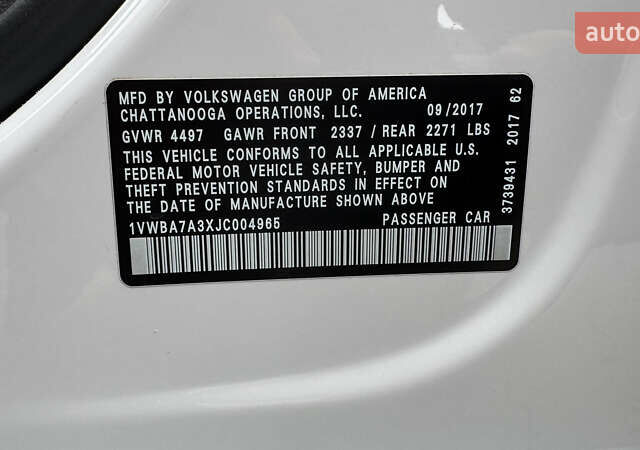 auto
MFD BY VOLKSWAGEN GROUP OF AMERICA
CHATTANOOGA OPERATIONS, LLC. 09/2017
GVWR 4497 GAWR FRONT 2337 / REAR 2271 LBS
THIS VEHICLE CONFORMS TO ALL APPLICABLE U.S.
FEDERAL MOTOR VEHICLE SAFETY, BUMPER AND
THEFT PREVENTION STANDARDS IN EFFECT ON
THE DATE OF MANUFACTURE SHOWN ABOVE
1VWBA7A3XJC004965 PASSENGER CAR
3739431 2017 62